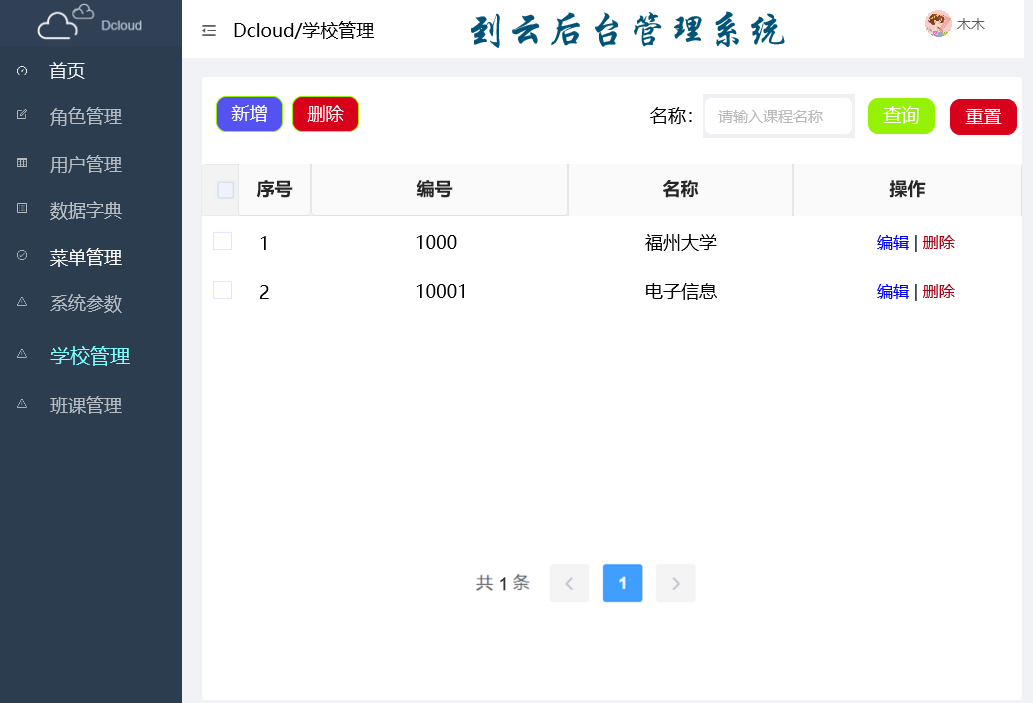 Dcloud
首页
角色管理
用户管理
数据字典
菜单管理
系统参数
学校管理
班课管理
Dcloud/学校管理
到云后台管理系统
木木
新增 删除 名称: 请输入课程名称 查询 重置
序号 编号 名称 操作
1 1000 福州大学 编辑 | 删除
2 10001 电子信息 编辑 | 删除
共 1 条 < 1 >